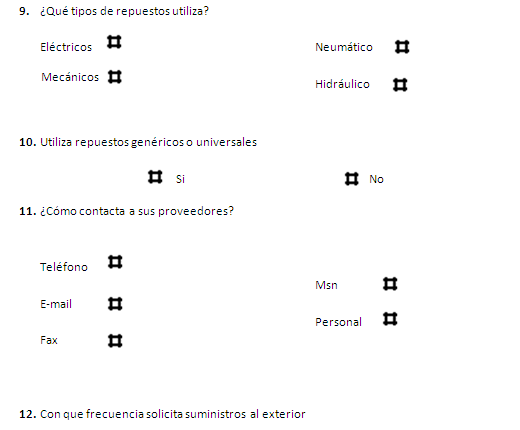 9. ¿Qué tipos de repuestos utiliza?
Eléctricos
Neumático
Mecánicos
Hidráulico
10. Utiliza repuestos genéricos o universales
Si
No
11. ¿Cómo contacta a sus proveedores?
Teléfono
Msn
E-mail
Personal
Fax
12. Con que frecuencia solicita suministros al exterior